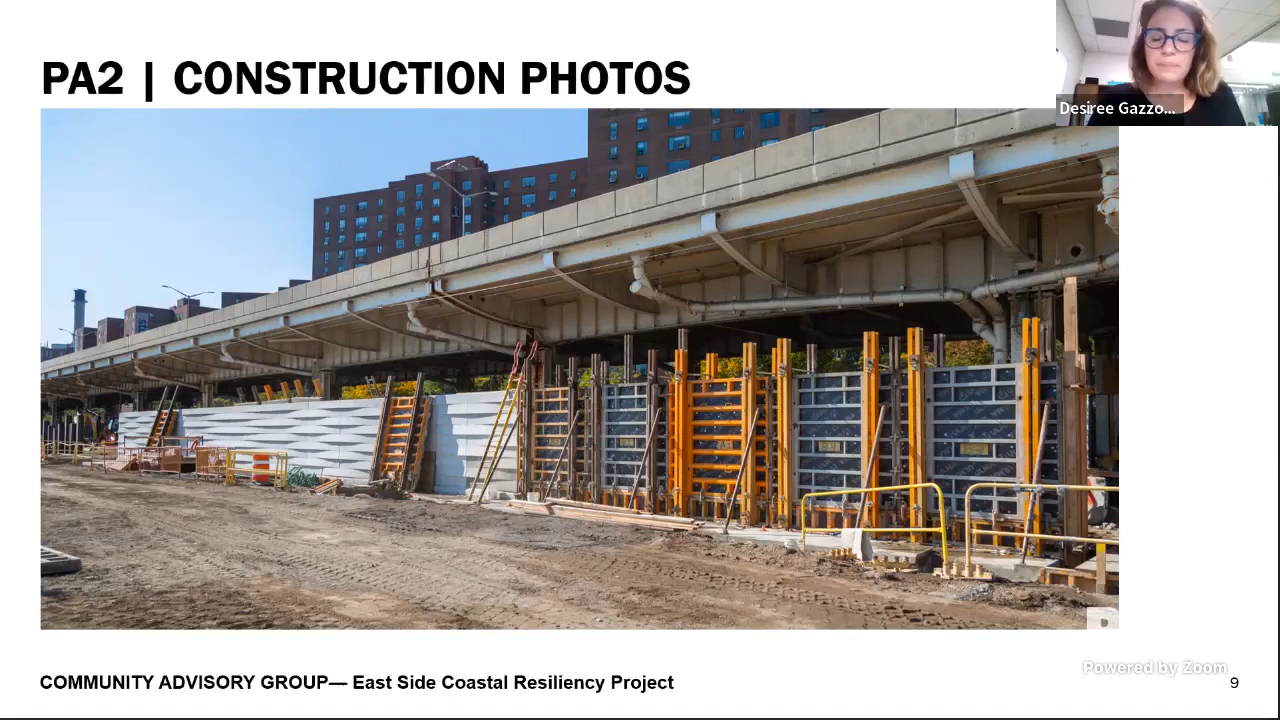 PA2 | CONSTRUCTION PHOTOS
Desiree Gazzo...
Powered by Zoom
COMMUNITY ADVISORY GROUP— East Side Coastal Resiliency Project
9